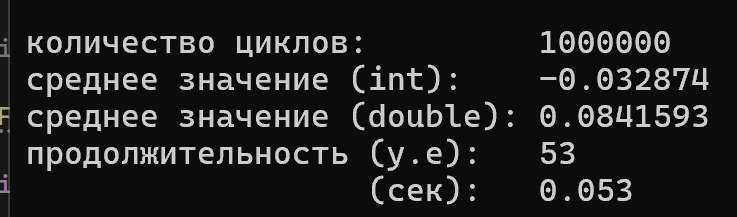 количество циклов: 1000000
среднее значение (int): -0.032874
среднее значение (double): 0.0841593
продолжительность (у.е): 53
(сек): 0.053